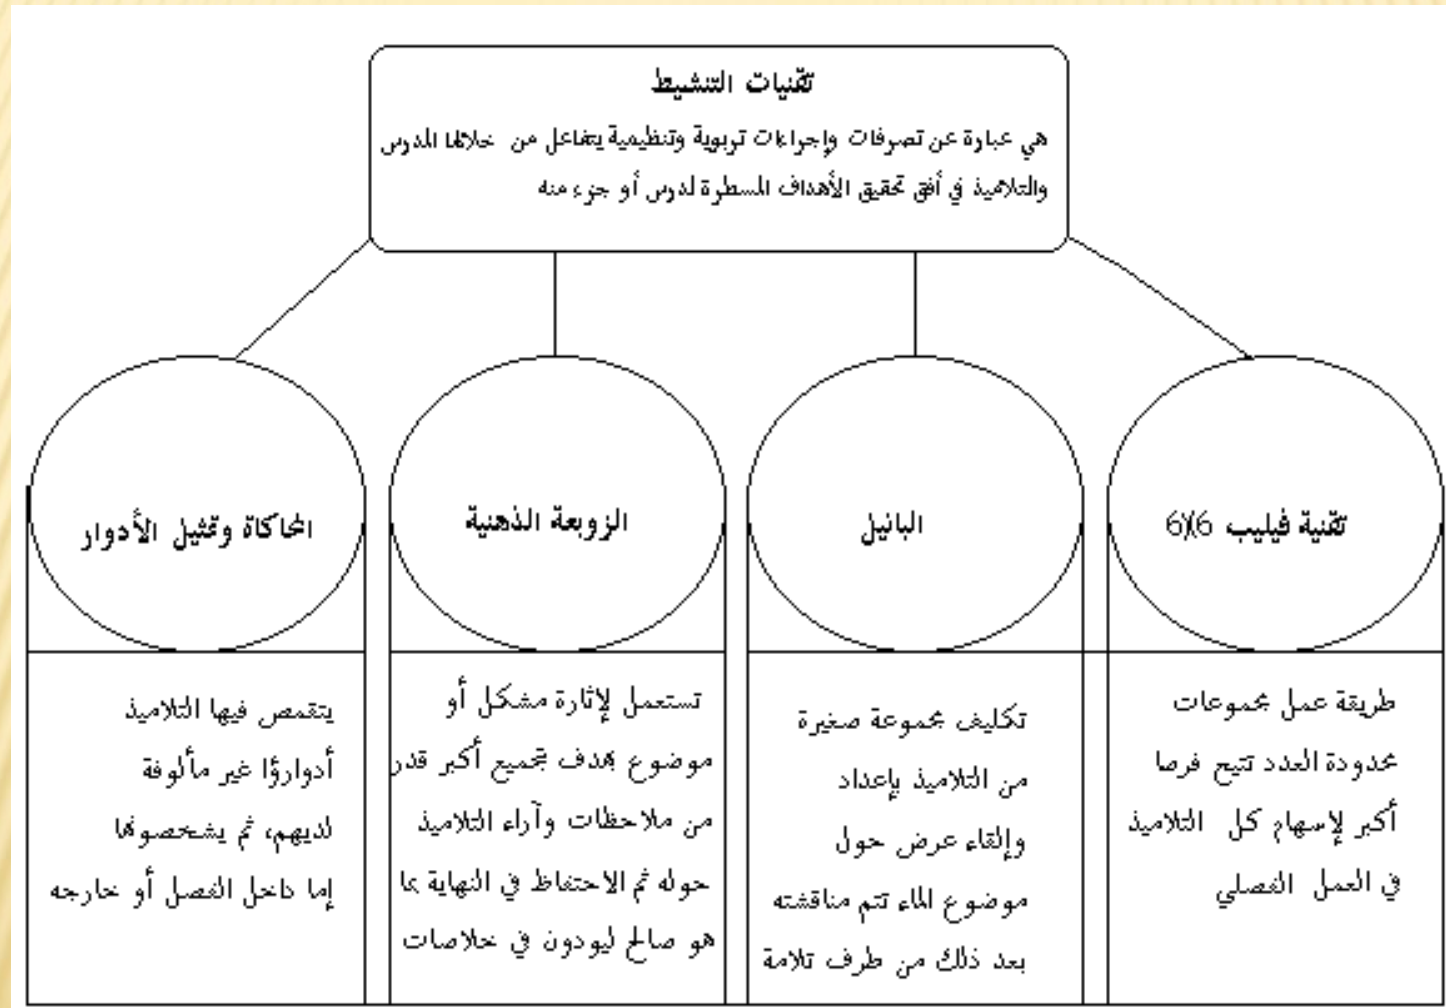 تقنيات التنشيط
هي عبارة عن تصرفات وإجراءات تربوية وتنظيمية يتفاعل من خلالها المدرس
والتلاميذ في أفق تحقيق الأهداف المسطرة لدرس أو جزء منه
تقنية فيليب 6X6
البانيل
الزوبعة الذهنية
المحاكاة وتمثيل الأدوار
طريقة عمل بمجموعات
محدودة العدد تتيح فرصا
أكبر لإسهام كل التلاميذ
في العمل الفصلي
تكليف مجموعة صغيرة
من التلاميذ بإعداد
وإلقاء عرض حول
موضوع الماء تتم مناقشته
بعد ذلك من طرف تلامة
تستعمل لإثارة مشكل أو
موضوع بهدف تجميع أكبر قدر
من ملاحظات وآراء التلاميذ
حوله ثم الاحتفاظ في النهاية بما
هو صالح ليودون في خلاصات
يتقمص فيها التلاميذ
أدوارؤا غير مألوفة
لديهم، ثم يشخصوها
إما داخل الفصل أو خارجه